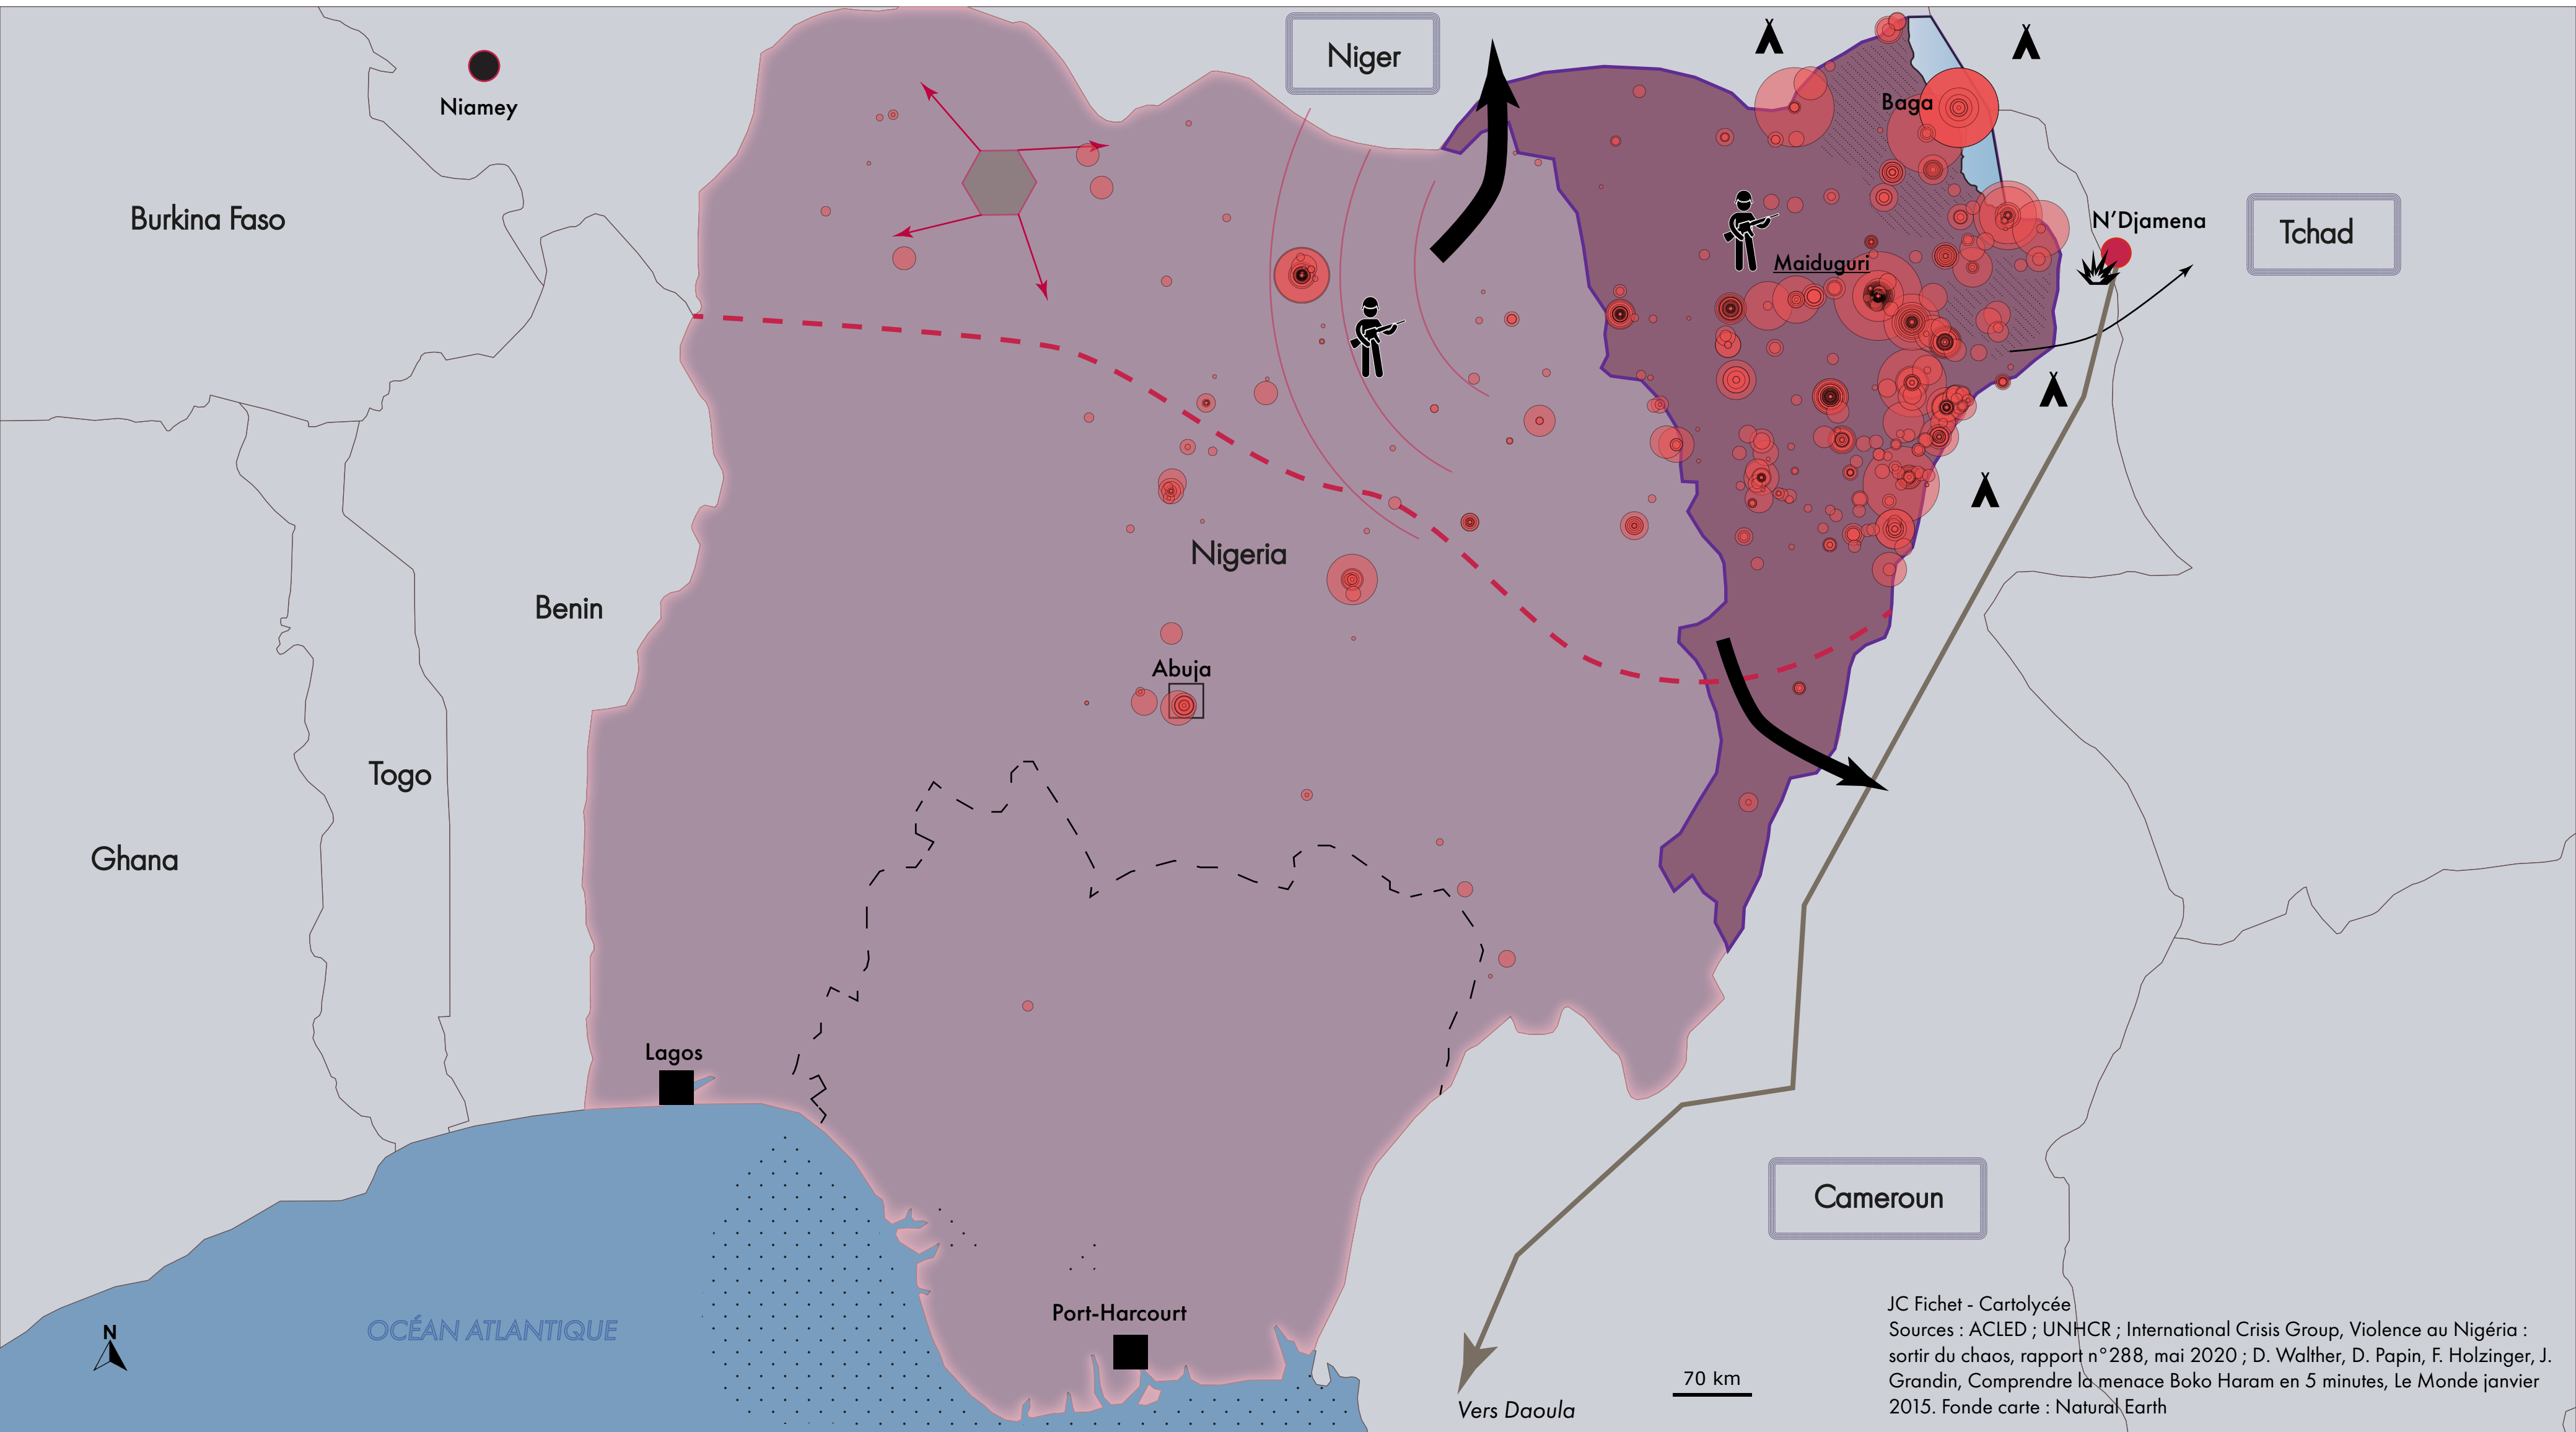 Niger
Niamey
Baga
Burkina Faso
N'Djamena
Tchad
Maiduguri
Nigeria
Benin
Abuja
Togo
Ghana
Lagos
Cameroun
Port-Harcourt
OCÉAN ATLANTIQUE
N
70 km
Vers Daoula
JC Fichet - Cartolycée
Sources : ACLED ; UNHCR ; International Crisis Group, Violence au Nigéria :
sortir du chaos, rapport n°288, mai 2020 ; D. Walther, D. Papin, F. Holzinger, J.
Grandin, Comprendre la menace Boko Haram en 5 minutes, Le Monde janvier
2015. Fonde carte : Natural Earth